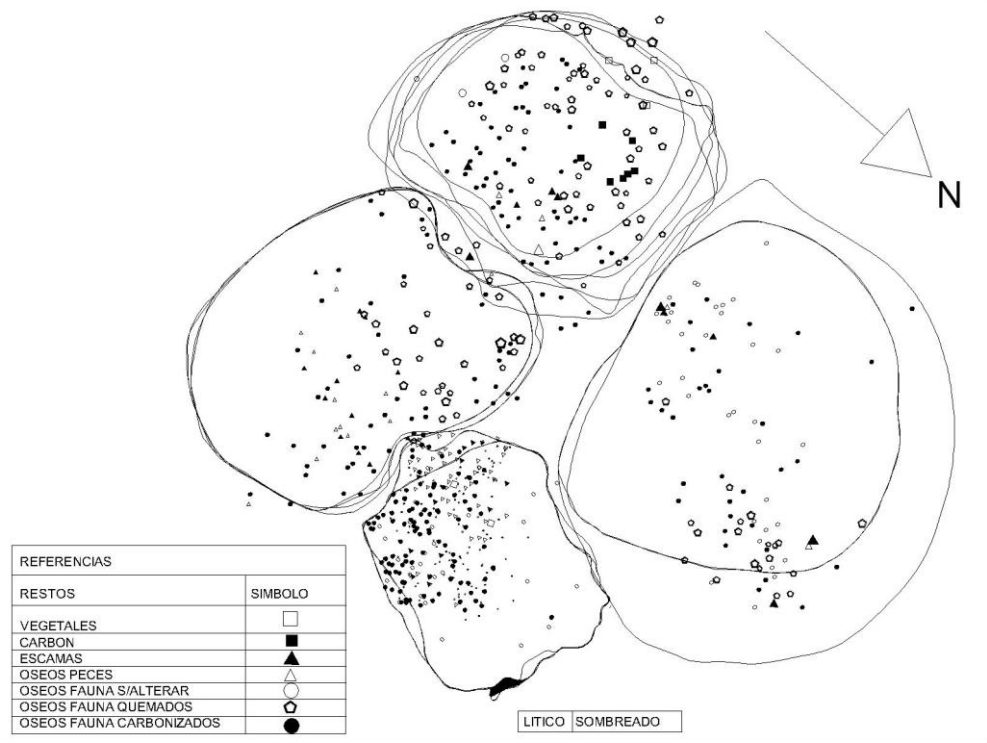 N
REFERENCIAS
RESTOS SIMBOLO
VEGETALES
CARBON
ESCAMAS
OSEOS PECES
OSEOS FAUNA S/ALTERAR
OSEOS FAUNA QUEMADOS
OSEOS FAUNA CARBONIZADOS
LITICO SOMBREADO